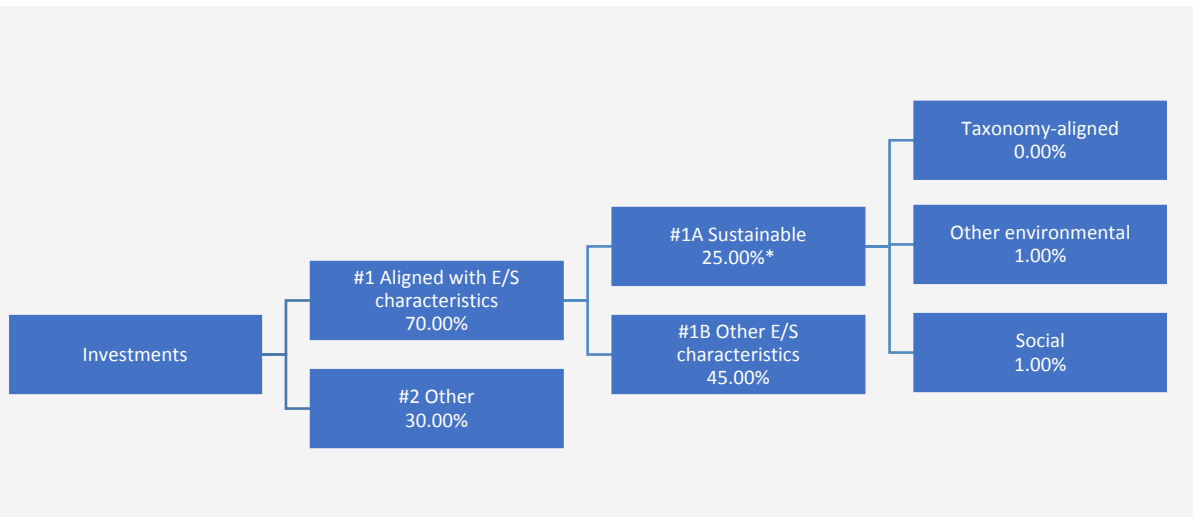 Investments
#1 Aligned with E/S
characteristics
70.00%
#2 Other
30.00%
#1A Sustainable
25.00%*
#1B Other E/S
characteristics
45.00%
Taxonomy-aligned
0.00%
Other environmental
1.00%
Social
1.00%